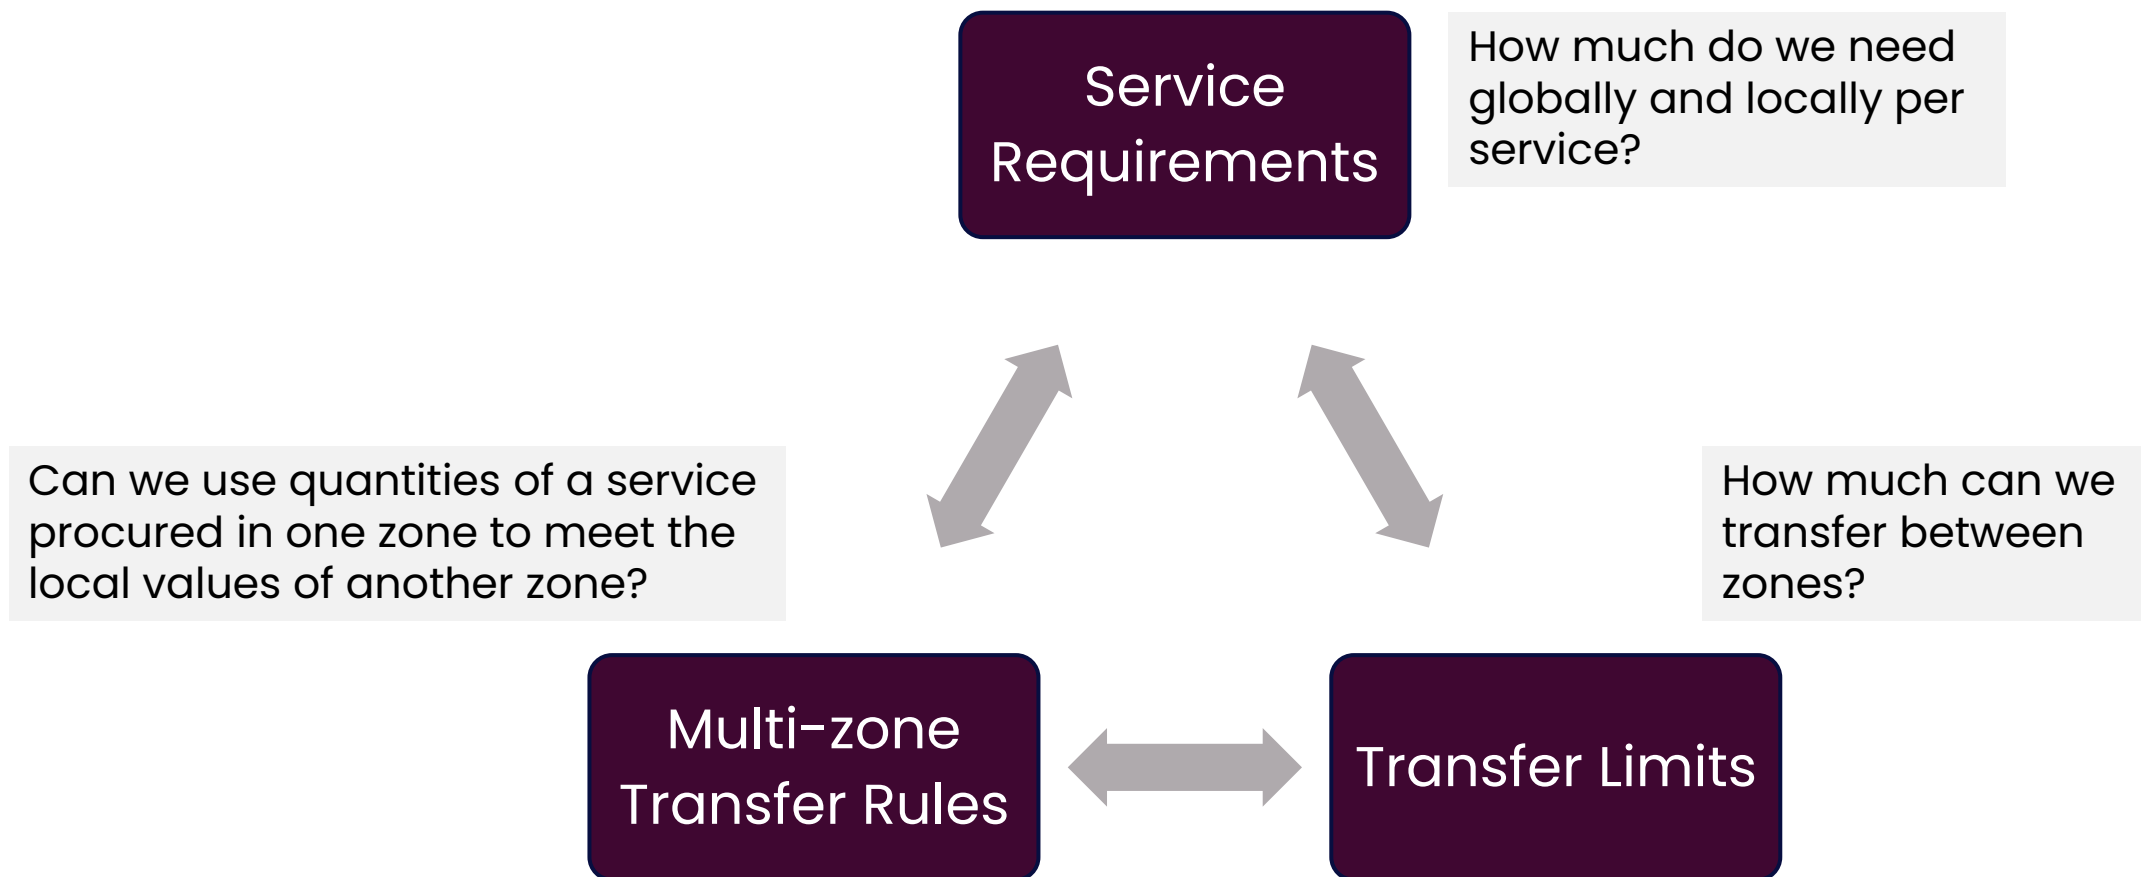 Service
Requirements
How much do we need
globally and locally per
service?
Can we use quantities of a service
procured in one zone to meet the
local values of another zone?
How much can we
transfer between
zones?
Multi-zone
Transfer Rules
Transfer Limits